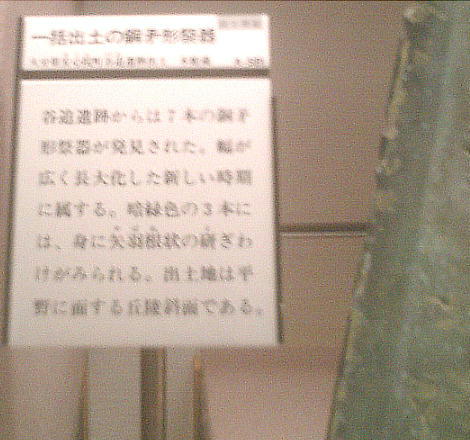 一括出土の銅矛形祭器
谷迫遺跡からは7本の銅矛
形祭器が発見された。幅が
広く長大化した新しい時期
に属する。暗緑色の3本に
は、身に矢羽根状の研ぎわ
けがみられる。出土地は平
野に面する丘陵斜面である。